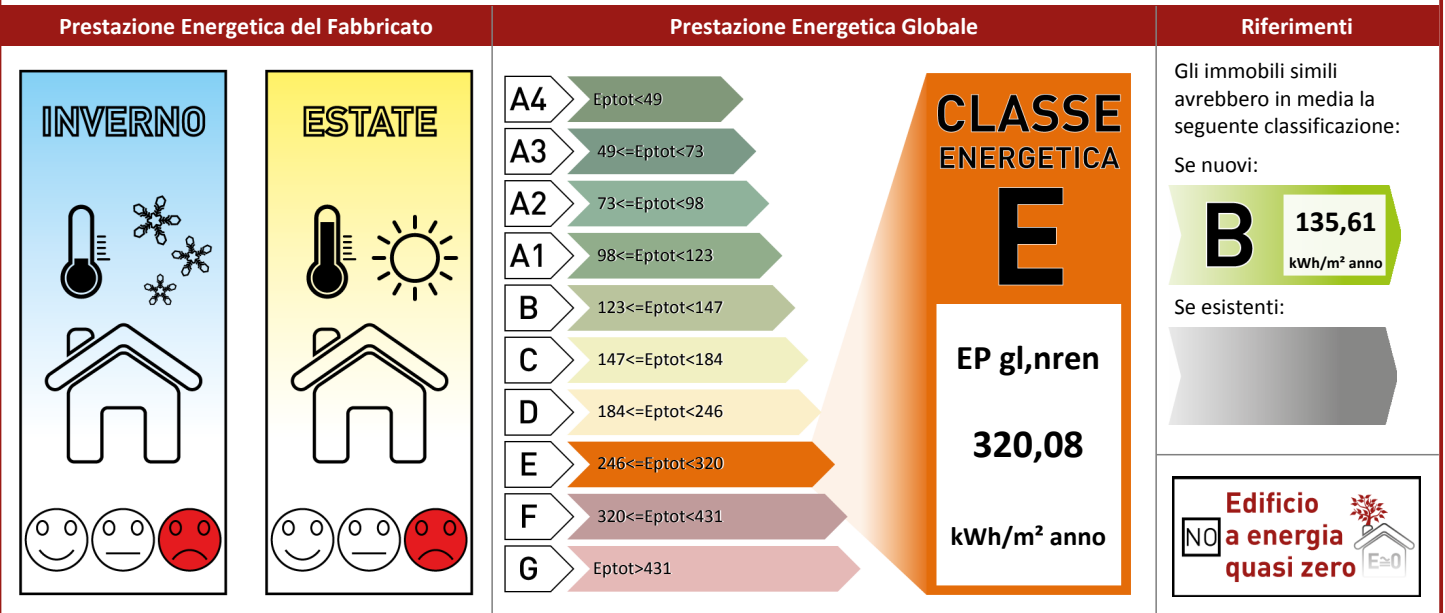 Prestazione Energetica del Fabbricato
Prestazione Energetica Globale
Riferimenti
INVERNO
ESTATE
A4
Eptot<49
A3
49<=Eptot<73
A2
73<=Eptot<98
A1
98<=Eptot<123
B
123<=Eptot<147
C
147<=Eptot<184
D
184<=Eptot<246
E
246<=Eptot<320
F
320<=Eptot<431
G
Eptot>431
CLASSE
ENERGETICA
E
EP gl,nren
320,08
kWh/m² anno
Gli immobili simili
avrebbero in media la
seguente classificazione:
Se nuovi:
B
135,61
kWh/m² anno
Se esistenti:
Edificio
NO a energia
quasi zero
E≃0